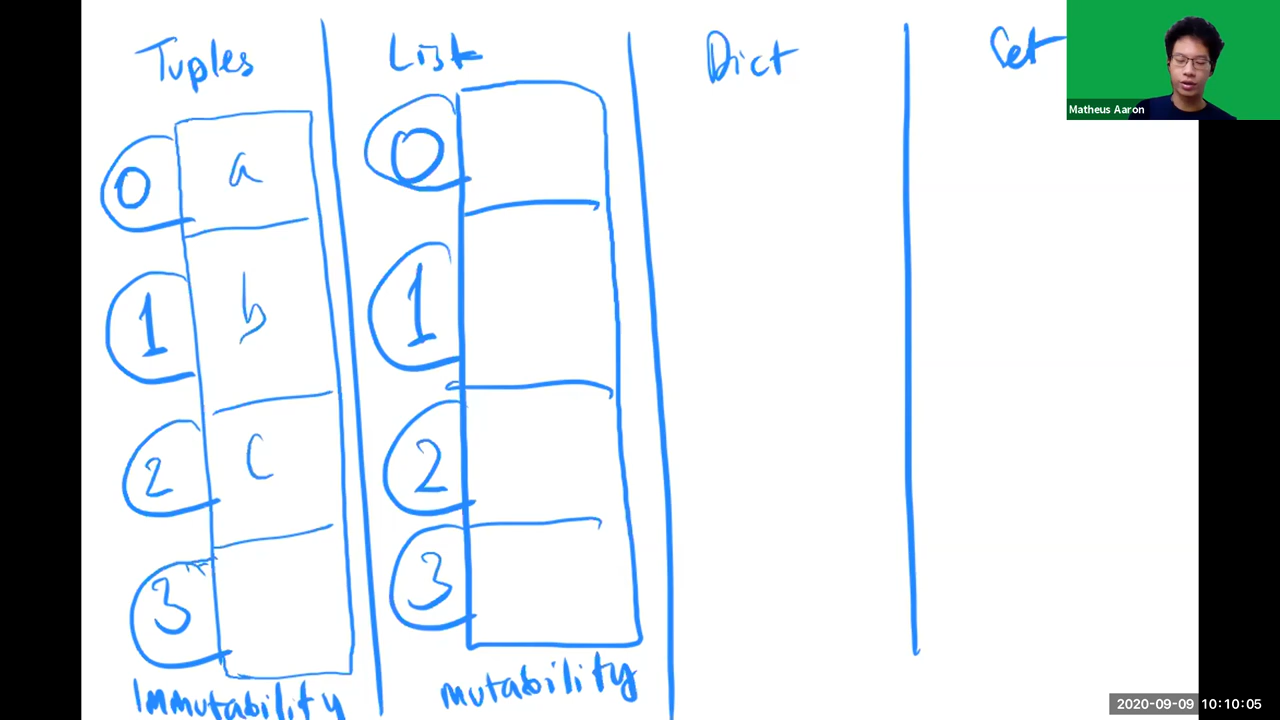 Tuples List Dict Set
Matheus Aaron
0 a 0
1 b 1
2 c 2
3 3
Immutability mutability
2020-09-09 10:10:05